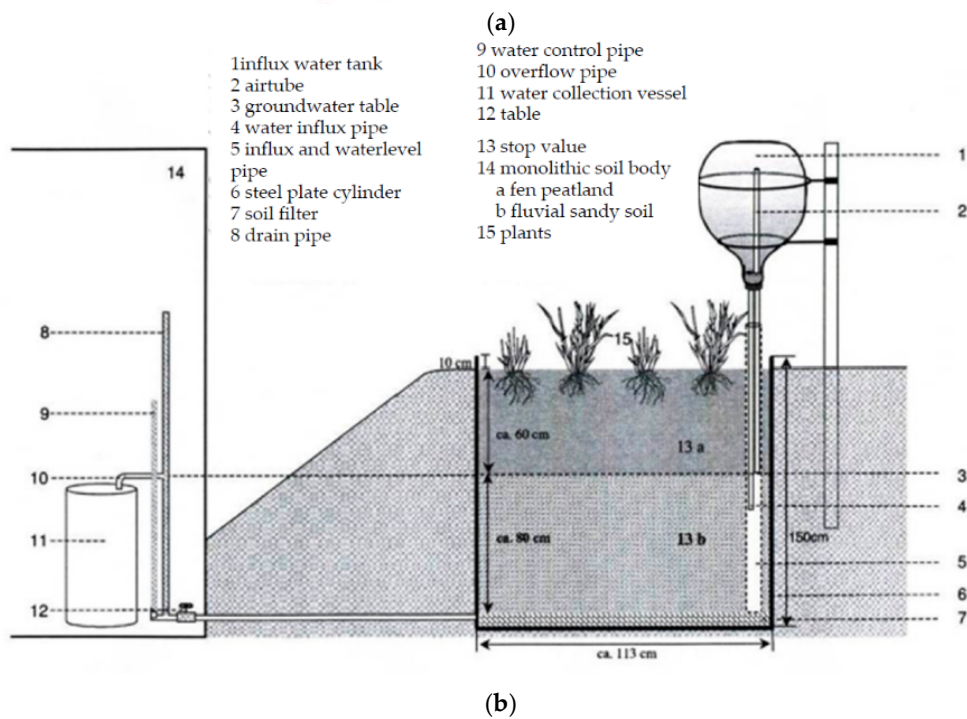 (a)
1influx water tank
2 airtube
3 groundwater table
4 water influx pipe
5 influx and waterlevel
pipe
6 steel plate cylinder
7 soil filter
8 drain pipe
9 water control pipe
10 overflow pipe
11 water collection vessel
12 table
13 stop value
14 monolithic soil body
a fen peatland
b fluvial sandy soil
15 plants
14
1
2
8
15
10 cm
9
ca. 60 cm
13 a
10
3
4
11
ca. 80 cm
13 b
150cm
5
12
6
7
ca. 113 cm
(b)